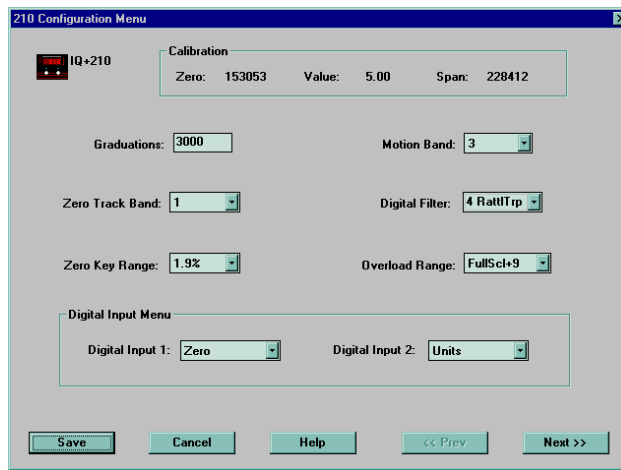 210 Configuration Menu
IQ+210
Calibration
Zero: 153053 Value: 5.00 Span: 228412
Graduations: 3000 Motion Band: 3
Zero Track Band: 1 Digital Filter: 4 RattlTrp
Zero Key Range: 1.9% Overload Range: FullScl+9
Digital Input Menu
Digital Input 1: Zero Digital Input 2: Units
Save Cancel Help << Prev Next >>